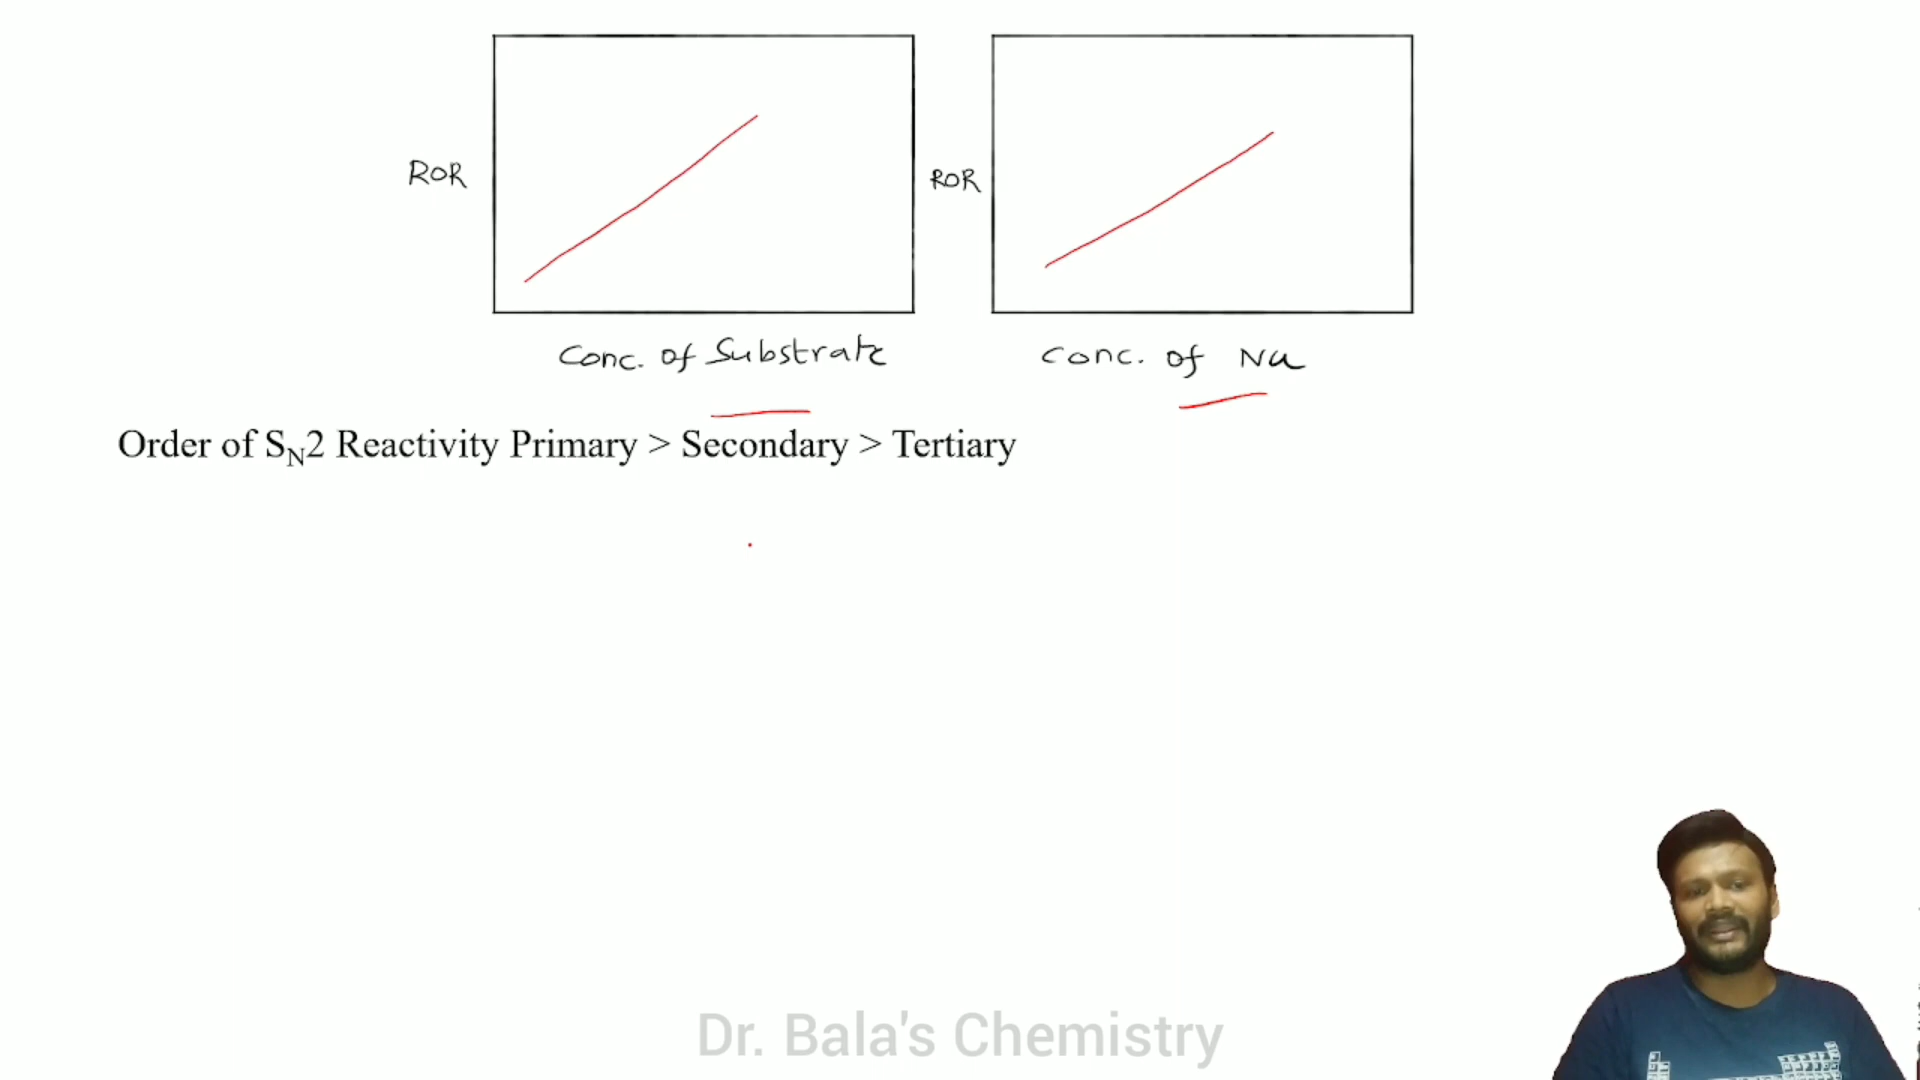 ROR
ROR
Conc. of Substrate
Conc. of Nu
Order of SN2 Reactivity Primary > Secondary > Tertiary
Dr. Bala's Chemistry